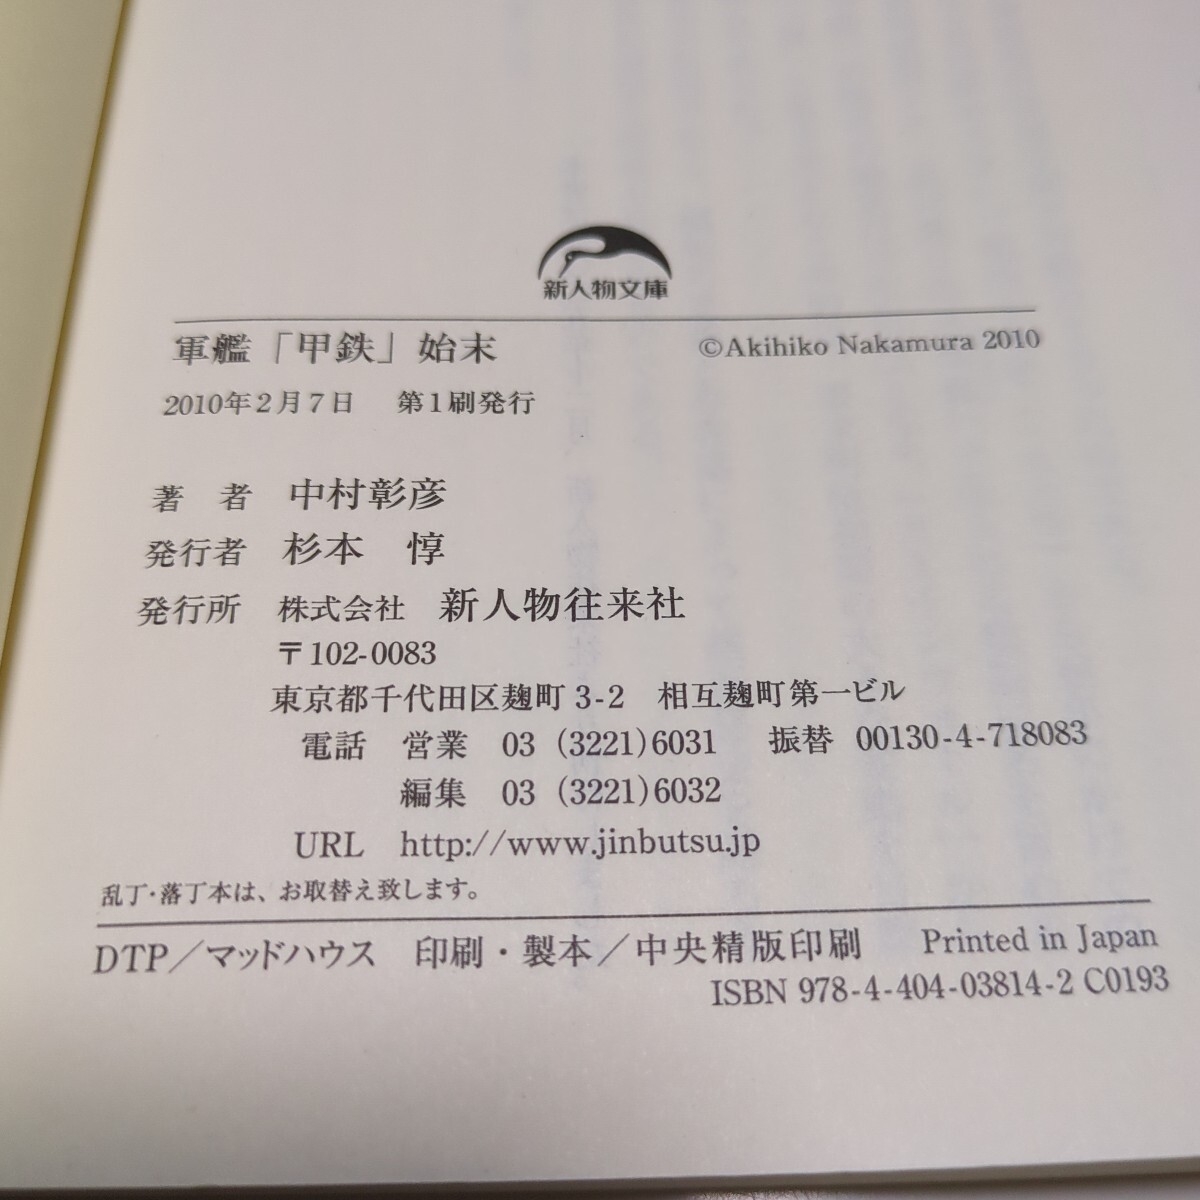 新人物文庫
軍艦「甲鉄」始末 ©Akihiko Nakamura 2010
2010年2月7日 第1刷発行
著 者 中村彰彦
発行者 杉本 惇
発行所 株式会社 新人物往来社
〒102-0083
東京都千代田区麹町 3-2 相互麹町第一ビル
電話 営業 03 (3221)6031 振替 00130-4-718083
編集 03 (3221)6032
URL http://www.jinbutsu.jp
乱丁・落丁本は、お取替え致します。
DTP/マッドハウス 印刷・製本/中央精版印刷 Printed in Japan
ISBN 978-4-404-03814-2 C0193